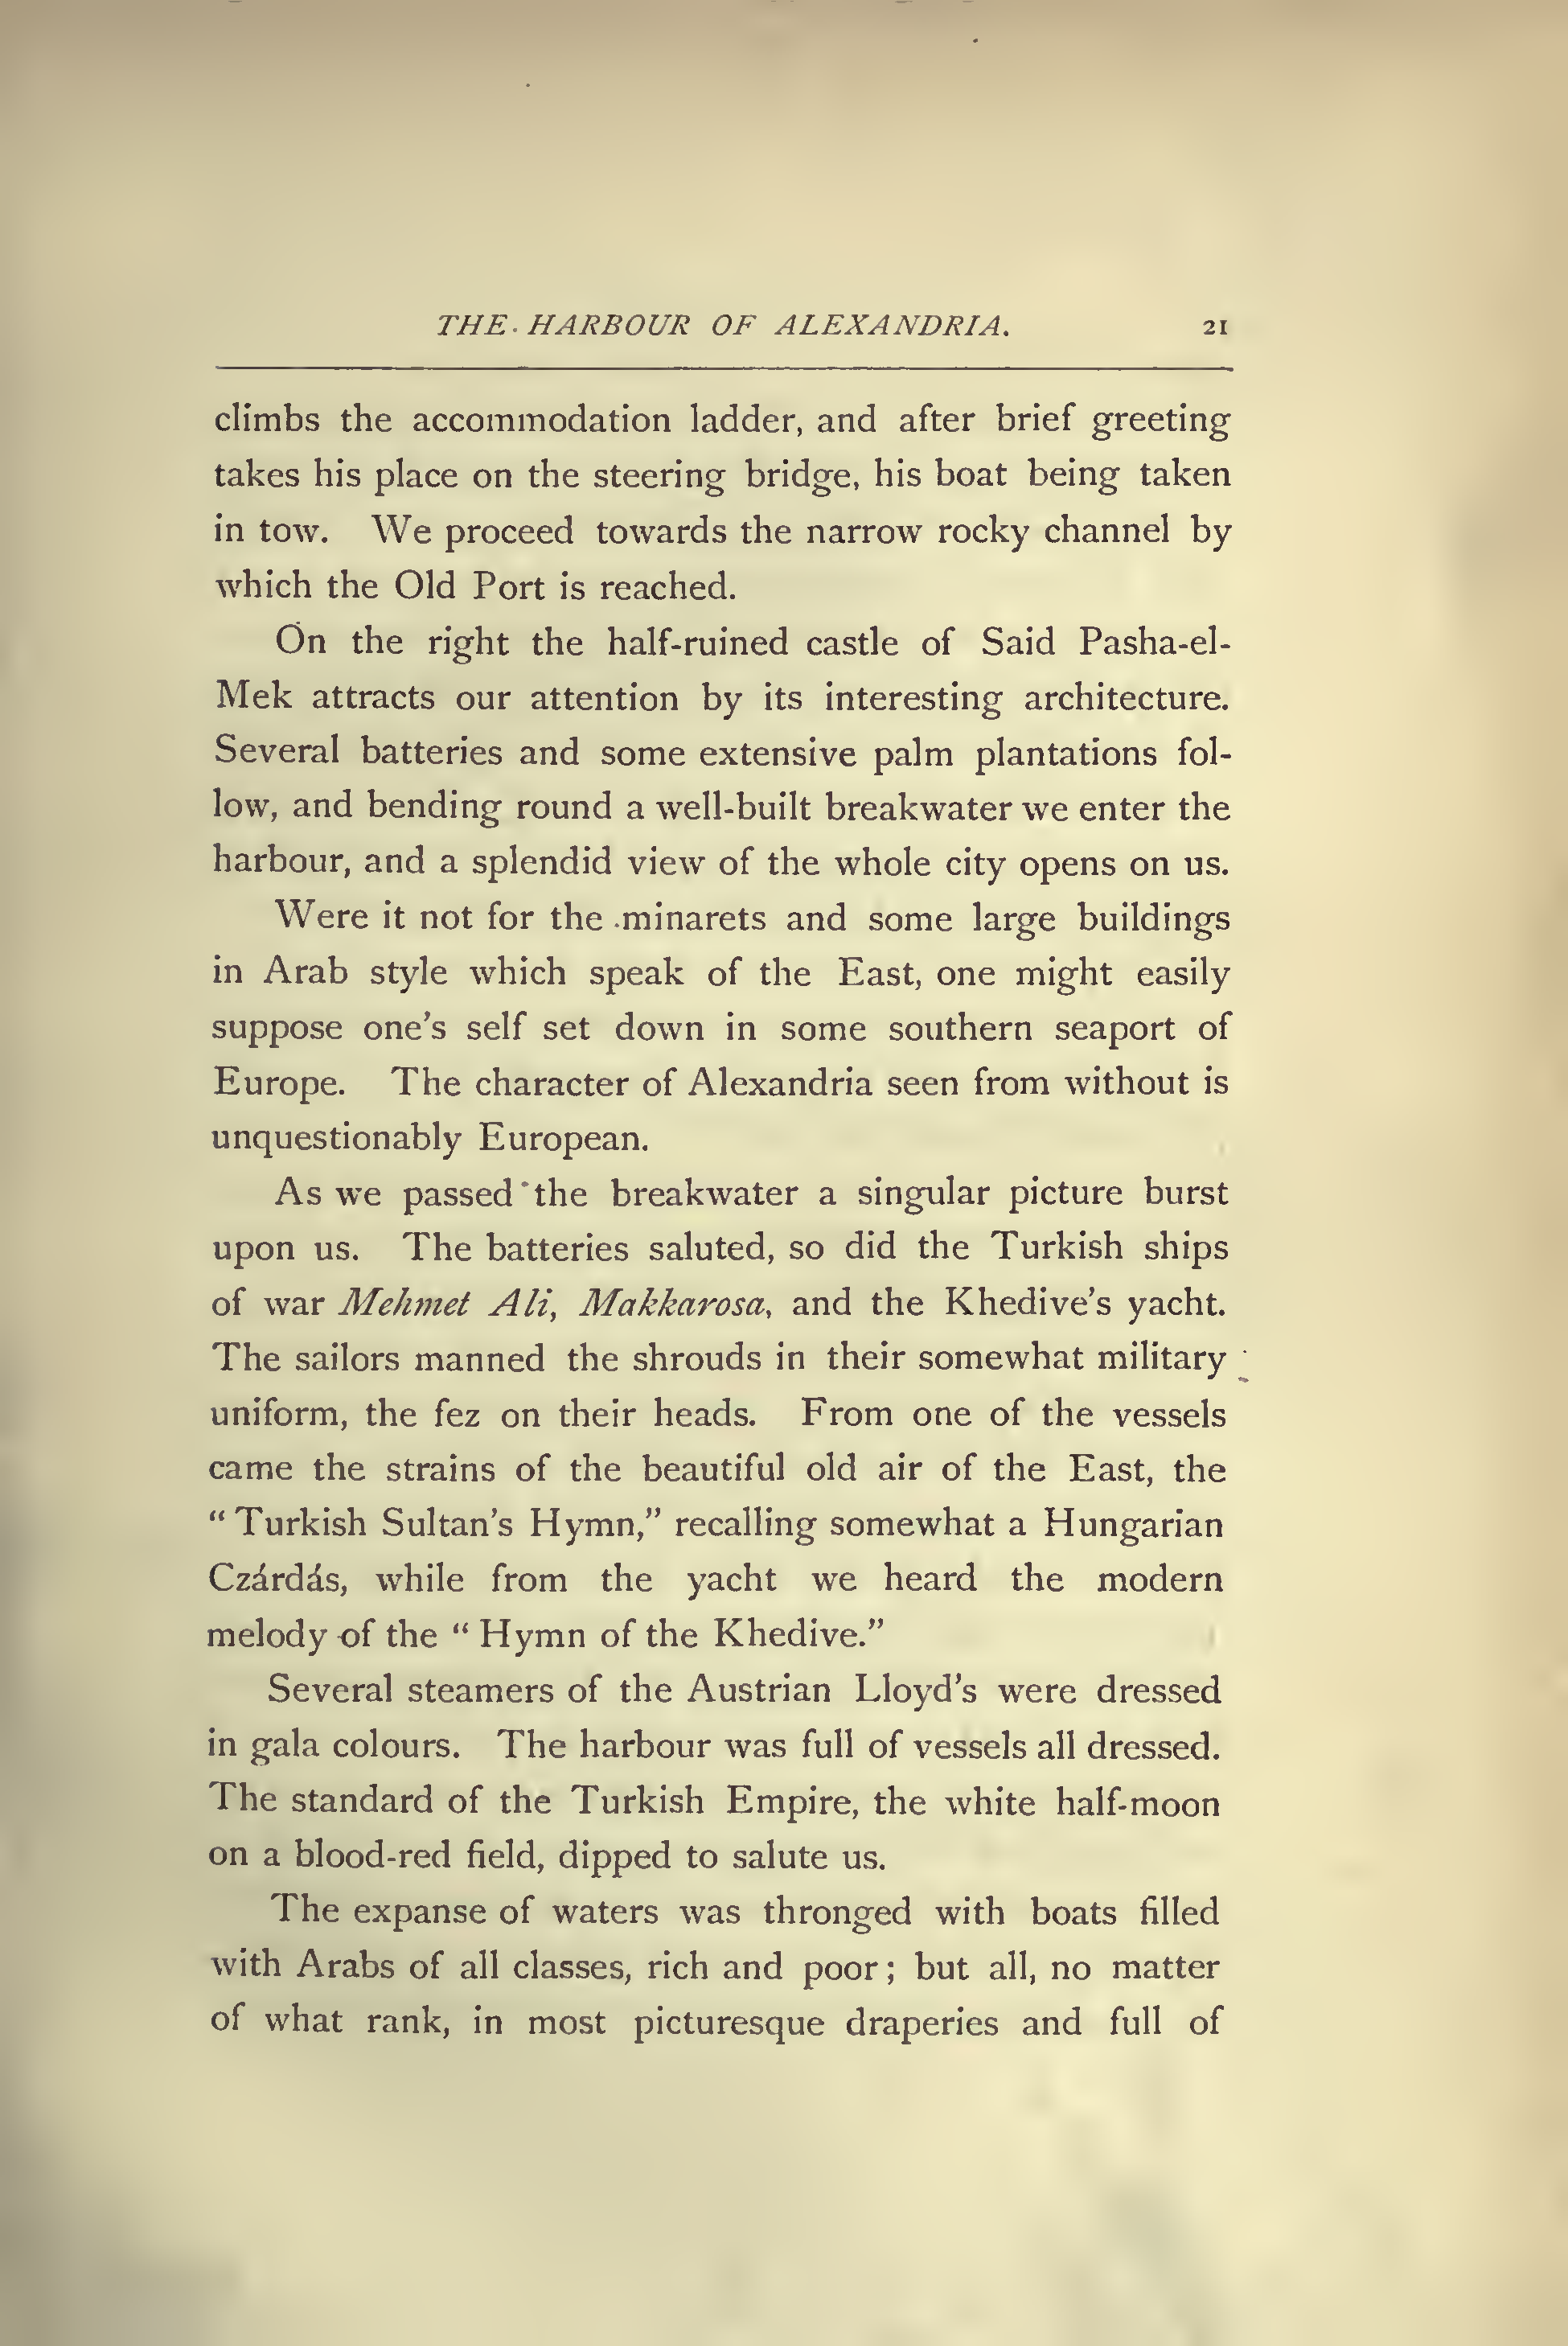 THE HARBOUR OF ALEXANDRIA. 21
climbs the accommodation ladder, and after brief greeting
takes his place on the steering bridge, his boat being taken
in tow. We proceed towards the narrow rocky channel by
which the Old Port is reached.
On the right the half-ruined castle of Said Pasha-el-
Mek attracts our attention by its interesting architecture.
Several batteries and some extensive palm plantations fol-
low, and bending round a well-built breakwater we enter the
harbour, and a splendid view of the whole city opens on us.
Were it not for the minarets and some large buildings
in Arab style which speak of the East, one might easily
suppose one's self set down in some southern seaport of
Europe. The character of Alexandria seen from without is
unquestionably European.
As we passed the breakwater a singular picture burst
upon us. The batteries saluted, so did the Turkish ships
of war Mehmet Ali, Makkarosa, and the Khedive's yacht.
The sailors manned the shrouds in their somewhat military
uniform, the fez on their heads. From one of the vessels
came the strains of the beautiful old air of the East, the
“ Turkish Sultan's Hymn,” recalling somewhat a Hungarian
Czárdás, while from the yacht we heard the modern
melody of the “ Hymn of the Khedive.”
Several steamers of the Austrian Lloyd's were dressed
in gala colours. The harbour was full of vessels all dressed.
The standard of the Turkish Empire, the white half-moon
on a blood-red field, dipped to salute us.
The expanse of waters was thronged with boats filled
with Arabs of all classes, rich and poor ; but all, no matter
of what rank, in most picturesque draperies and full of